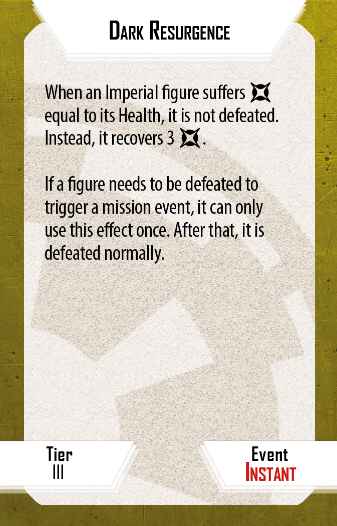 Dark Resurgence
When an Imperial figure suffers
equal to its Health, it is not defeated.
Instead, it recovers 3 .
If a figure needs to be defeated to
trigger a mission event, it can only
use this effect once. After that, it is
defeated normally.
Tier
III
Event
Instant